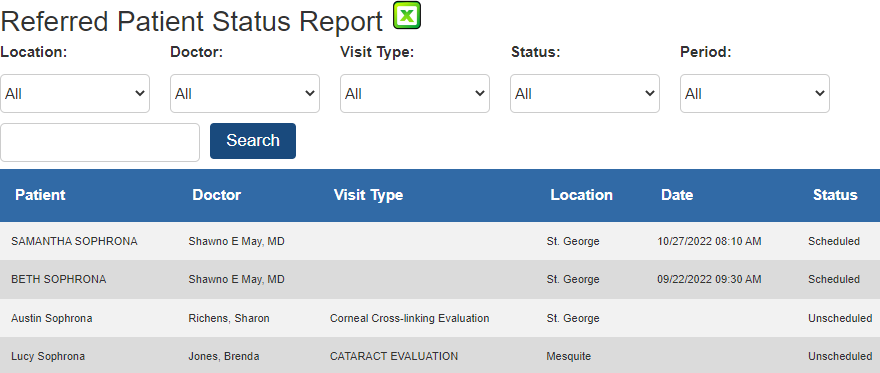 Referred Patient Status Report
Location: Doctor: Visit Type: Status: Period:
All All All All All
Search
Patient Doctor Visit Type Location Date Status
SAMANTHA SOPHRONA Shawno E May, MD St. George 10/27/2022 08:10 AM Scheduled
BETH SOPHRONA Shawno E May, MD St. George 09/22/2022 09:30 AM Scheduled
Austin Sophrona Richens, Sharon Corneal Cross-linking Evaluation St. George Unscheduled
Lucy Sophrona Jones, Brenda CATARACT EVALUATION Mesquite Unscheduled